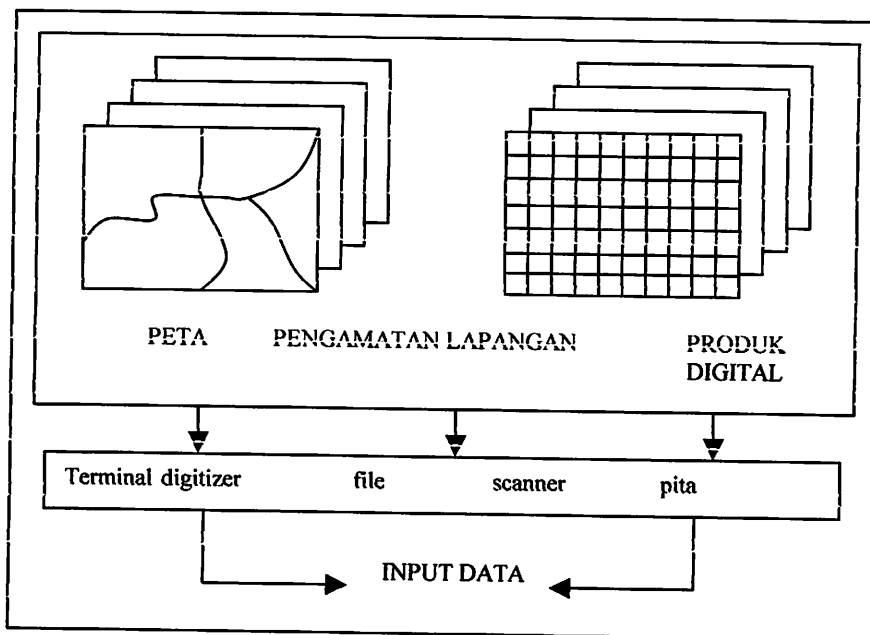 PETA PENGAMATAN LAPANGAN PRODUK
DIGITAL
Terminal digitizer file scanner pita
INPUT DATA